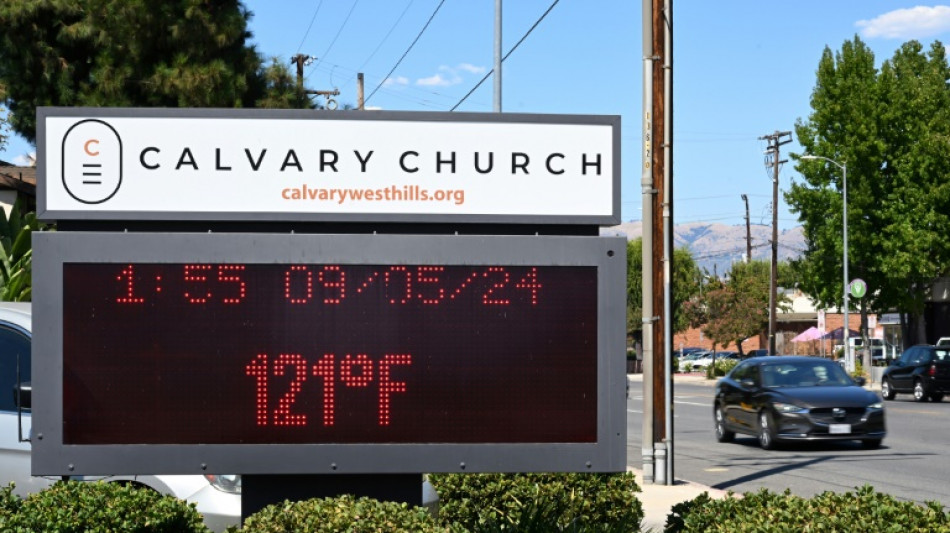 C
CALVARY CHURCH
calvarywesthills.org
1:55 09/05/24
121°F